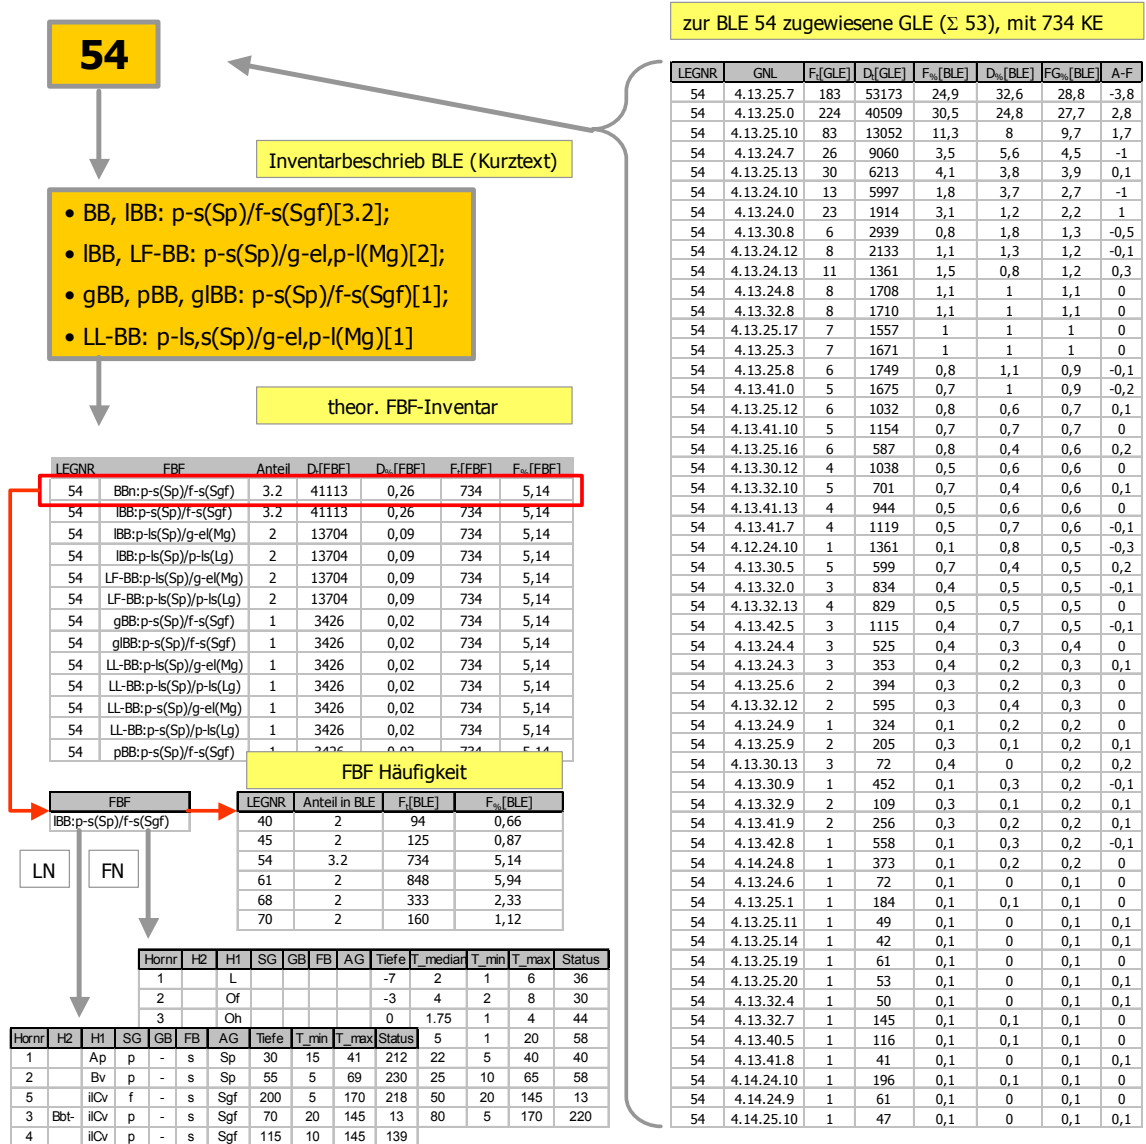 54
Inventarbeschrieb BLE (Kurztext)
• BB, lBB: p-s(Sp)/f-s(Sgf)[3.2];
• lBB, LF-BB: p-s(Sp)/g-el,p-l(Mg)[2];
• gBB, pBB, glBB: p-s(Sp)/f-s(Sgf)[1];
• LL-BB: p-ls,s(Sp)/g-el,p-l(Mg)[1]
theor. FBF-Inventar
LEGNR FBF Anteil Dt[FBF] D%[FBF] Ft[FBF] F%[FBF]
54 BBn:p-s(Sp)/f-s(Sgf) 3.2 41113 0,26 734 5,14
54 lBB:p-s(Sp)/f-s(Sgf) 3.2 41113 0,26 734 5,14
54 lBB:p-ls(Sp)/g-el(Mg) 2 13704 0,09 734 5,14
54 lBB:p-ls(Sp)/p-ls(Lg) 2 13704 0,09 734 5,14
54 LF-BB:p-ls(Sp)/g-el(Mg) 2 13704 0,09 734 5,14
54 LF-BB:p-ls(Sp)/p-ls(Lg) 2 13704 0,09 734 5,14
54 gBB:p-s(Sp)/f-s(Sgf) 1 3426 0,02 734 5,14
54 glBB:p-s(Sp)/f-s(Sgf) 1 3426 0,02 734 5,14
54 LL-BB:p-ls(Sp)/g-el(Mg) 1 3426 0,02 734 5,14
54 LL-BB:p-ls(Sp)/p-ls(Lg) 1 3426 0,02 734 5,14
54 LL-BB:p-s(Sp)/g-el(Mg) 1 3426 0,02 734 5,14
54 LL-BB:p-s(Sp)/p-ls(Lg) 1 3426 0,02 734 5,14
54 pBB:p-s(Sp)/f-s(Sgf) 1 3426 0,02 734 5,14
FBF Häufigkeit
FBF
lBB:p-s(Sp)/f-s(Sgf)
LN
FN
LEGNR Anteil in BLE Ft[BLE] F%[BLE]
40 2 94 0,66
45 2 125 0,87
54 3.2 734 5,14
61 2 848 5,94
68 2 333 2,33
70 2 160 1,12
Hornr H2 H1 SG GB FB AG Tiefe T_median T_min T_max Status
1 L -7 2 1 6 36
2 Of -3 4 2 8 30
3 Oh 0 1.75 1 4 44
5 1 20 58
22 5 40 40
25 10 65 58
50 20 145 13
80 5 170 220
Hornr H2 H1 SG GB FB AG Tiefe T_min T_max Status
1 Ap p - s Sp 30 15 41 212
2 Bv p - s Sp 55 5 69 230
5 ilCv f - s Sgf 200 5 170 218
3 Bbt- ilCv p - s Sgf 70 20 145 13
4 ilCv p - s Sgf 115 10 145 139
zur BLE 54 zugewiesene GLE (Σ 53), mit 734 KE
LEGNR GNL Ft[GLE] Dt[GLE] F%[BLE] D%[BLE] FG%[BLE] A-F
54 4.13.25.7 183 53173 24,9 32,6 28,8 -3,8
54 4.13.25.0 224 40509 30,5 24,8 27,7 2,8
54 4.13.25.10 83 13052 11,3 8 9,7 1,7
54 4.13.24.7 26 9060 3,5 5,6 4,5 -1
54 4.13.25.13 30 6213 4,1 3,8 3,9 0,1
54 4.13.24.10 13 5997 1,8 3,7 2,7 -1
54 4.13.24.0 23 1914 3,1 1,2 2,2 1
54 4.13.30.8 6 2939 0,8 1,8 1,3 -0,5
54 4.13.24.12 8 2133 1,1 1,3 1,2 -0,1
54 4.13.24.13 11 1361 1,5 0,8 1,2 0,3
54 4.13.24.8 8 1708 1,1 1 1,1 0
54 4.13.32.8 8 1710 1,1 1 1,1 0
54 4.13.25.17 7 1557 1 1 1 0
54 4.13.25.3 7 1671 1 1 1 0
54 4.13.25.8 6 1749 0,8 1,1 0,9 -0,1
54 4.13.41.0 5 1675 0,7 1 0,9 -0,2
54 4.13.25.12 6 1032 0,8 0,6 0,7 0,1
54 4.13.41.10 5 1154 0,7 0,7 0,7 0
54 4.13.25.16 6 587 0,8 0,4 0,6 0,2
54 4.13.30.12 4 1038 0,5 0,6 0,6 0
54 4.13.32.10 5 701 0,7 0,4 0,6 0,1
54 4.13.41.13 4 944 0,5 0,6 0,6 0
54 4.13.41.7 4 1119 0,5 0,7 0,6 -0,1
54 4.12.24.10 1 1361 0,1 0,8 0,5 -0,3
54 4.13.30.5 5 599 0,7 0,4 0,5 0,2
54 4.13.32.0 3 834 0,4 0,5 0,5 -0,1
54 4.13.32.13 4 829 0,5 0,5 0,5 0
54 4.13.42.5 3 1115 0,4 0,7 0,5 -0,1
54 4.13.24.4 3 525 0,4 0,3 0,4 0
54 4.13.24.3 3 353 0,4 0,2 0,3 0,1
54 4.13.25.6 2 394 0,3 0,2 0,3 0
54 4.13.32.12 2 595 0,3 0,4 0,3 0
54 4.13.24.9 1 324 0,1 0,2 0,2 0
54 4.13.25.9 2 205 0,3 0,1 0,2 0,1
54 4.13.30.13 3 72 0,4 0 0,2 0,2
54 4.13.30.9 1 452 0,1 0,3 0,2 -0,1
54 4.13.32.9 2 109 0,3 0,1 0,2 0,1
54 4.13.41.9 2 256 0,3 0,2 0,2 0,1
54 4.13.42.8 1 558 0,1 0,3 0,2 -0,1
54 4.14.24.8 1 373 0,1 0,2 0,2 0
54 4.13.24.6 1 72 0,1 0 0,1 0
54 4.13.25.1 1 184 0,1 0,1 0,1 0
54 4.13.25.11 1 49 0,1 0 0,1 0,1
54 4.13.25.14 1 42 0,1 0 0,1 0,1
54 4.13.25.19 1 61 0,1 0 0,1 0
54 4.13.25.20 1 53 0,1 0 0,1 0,1
54 4.13.32.4 1 50 0,1 0 0,1 0,1
54 4.13.32.7 1 145 0,1 0,1 0,1 0
54 4.13.40.5 1 116 0,1 0,1 0,1 0
54 4.13.41.8 1 41 0,1 0 0,1 0,1
54 4.14.24.10 1 196 0,1 0,1 0,1 0
54 4.14.24.9 1 61 0,1 0 0,1 0
54 4.14.25.10 1 47 0,1 0 0,1 0,1